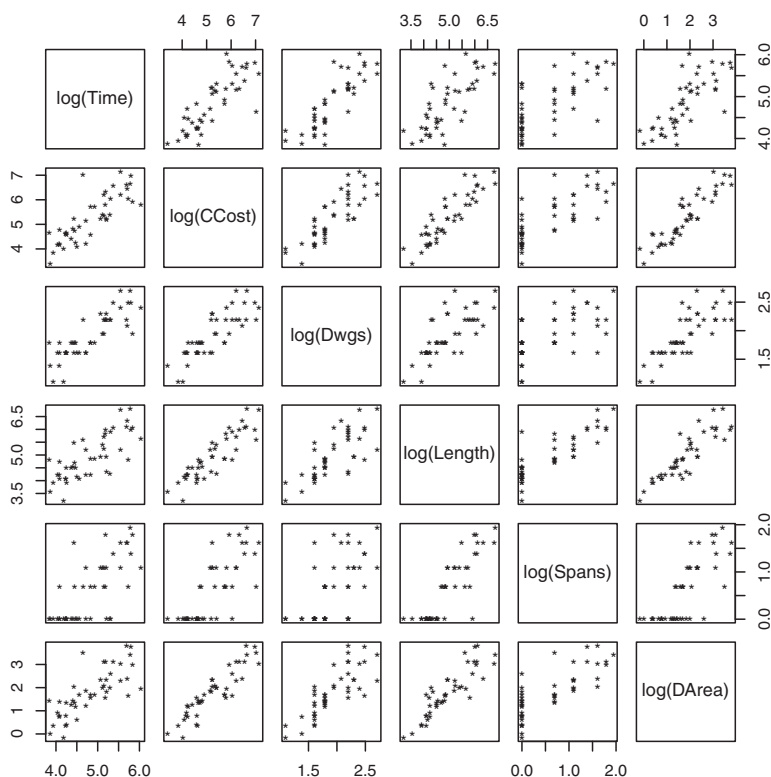 4 5 6 7
3.5 5.0 6.5
0 1 2 3
log(Time)
4.0 5.0 6.0
4 5 6 7
log(CCost)
log(Dwgs)
1.5 2.5
3.5 5.0 6.5
log(Length)
log(Spans)
0.0 1.0 2.0
0 1 2 3
log(DArea)
4.0 5.0 6.0
1.5 2.5
0.0 1.0 2.0